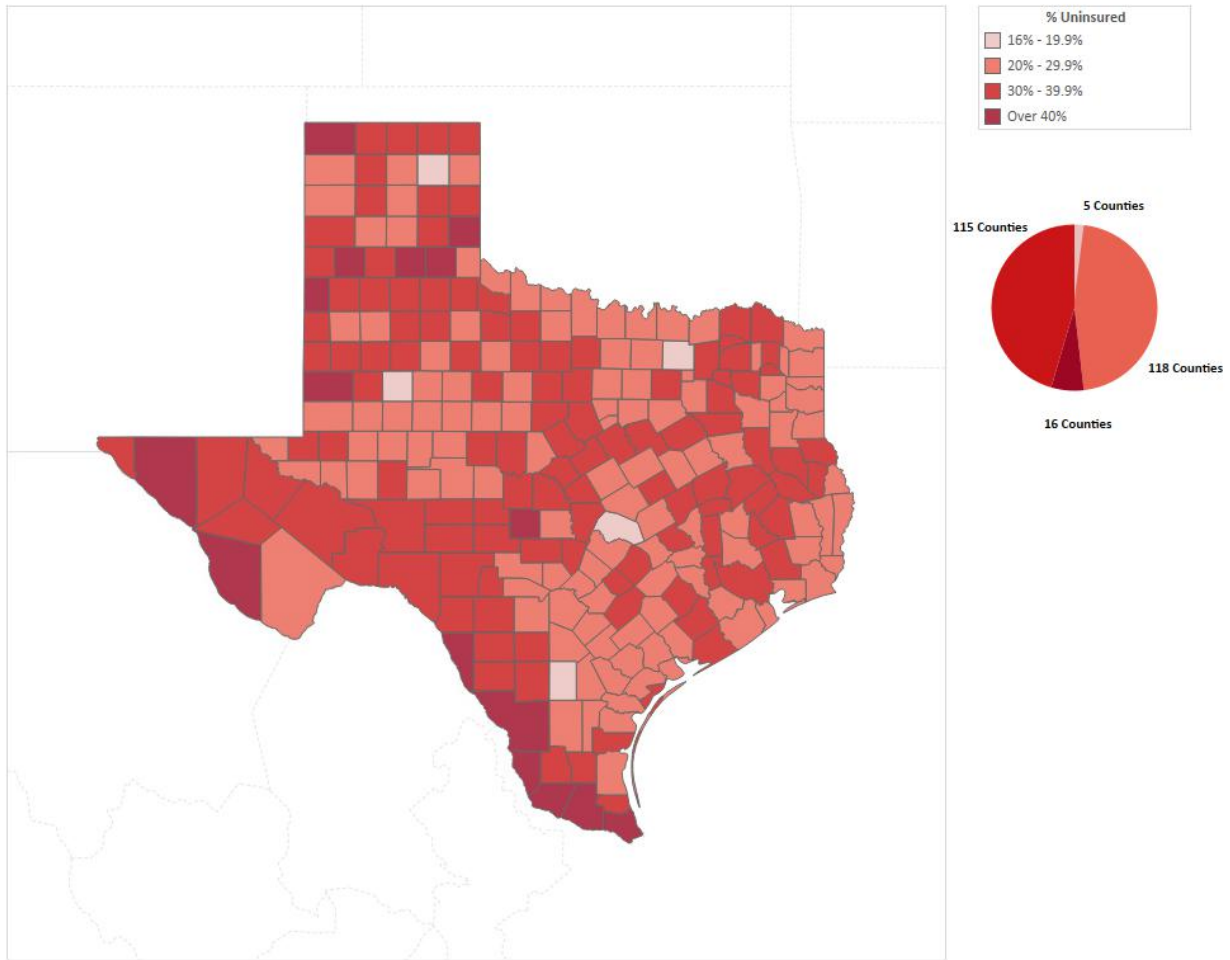 % Uninsured
16% - 19.9%
20% - 29.9%
30% - 39.9%
Over 40%
5 Counties
115 Counties
118 Counties
16 Counties